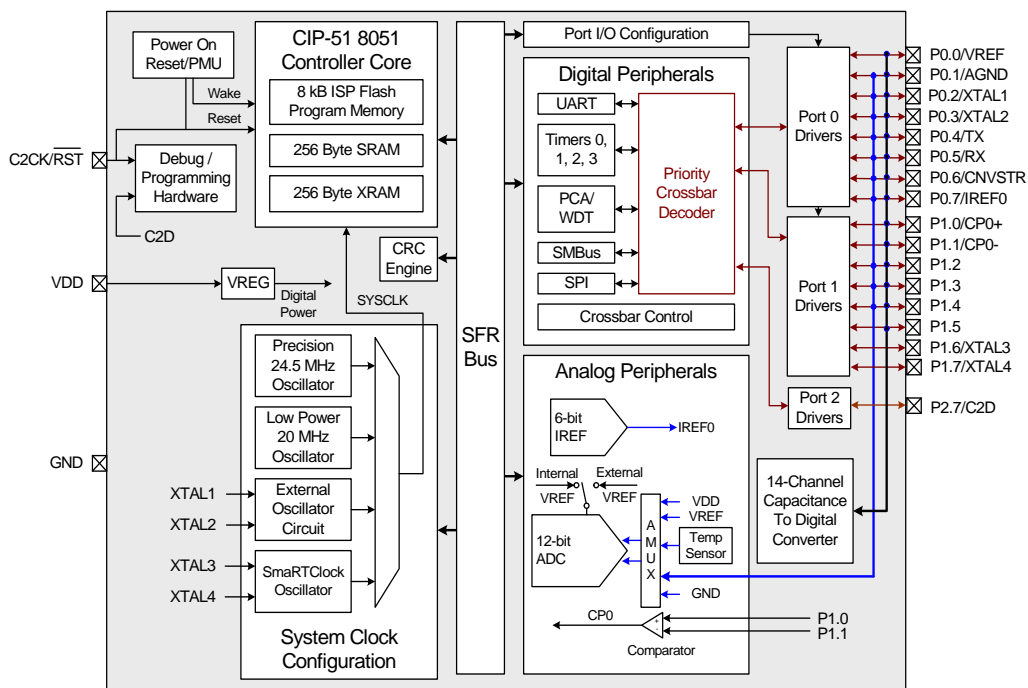 Power On
Reset/PMU
Wake
Reset
C2CK/RST
Debug /
Programming
Hardware
C2D
VDD
VREG
Digital
Power
GND
CIP-51 8051
Controller Core
8 kB ISP Flash
Program Memory
256 Byte SRAM
256 Byte XRAM
CRC
Engine
SYSCLK
Precision
24.5 MHz
Oscillator
Low Power
20 MHz
Oscillator
XTAL1
XTAL2
External
Oscillator
Circuit
XTAL3
XTAL4
SmaRTClock
Oscillator
System Clock
Configuration
SFR
Bus
Port I/O Configuration
Digital Peripherals
UART
Timers 0,
1, 2, 3
PCA/
WDT
SMBus
SPI
Priority
Crossbar
Decoder
Crossbar Control
Analog Peripherals
6-bit
IREF
IREF0
Internal
VREF
External
VREF
12-bit
ADC
A
M
U
X
VDD
VREF
Temp
Sensor
GND
CP0
+
-
Comparator
P1.0
P1.1
Port 0
Drivers
Port 1
Drivers
Port 2
Drivers
14-Channel
Capacitance
To Digital
Converter
P0.0/VREF
P0.1/AGND
P0.2/XTAL1
P0.3/XTAL2
P0.4/TX
P0.5/RX
P0.6/CNVSTR
P0.7/IREF0
P1.0/CP0+
P1.1/CP0-
P1.2
P1.3
P1.4
P1.5
P1.6/XTAL3
P1.7/XTAL4
P2.7/C2D